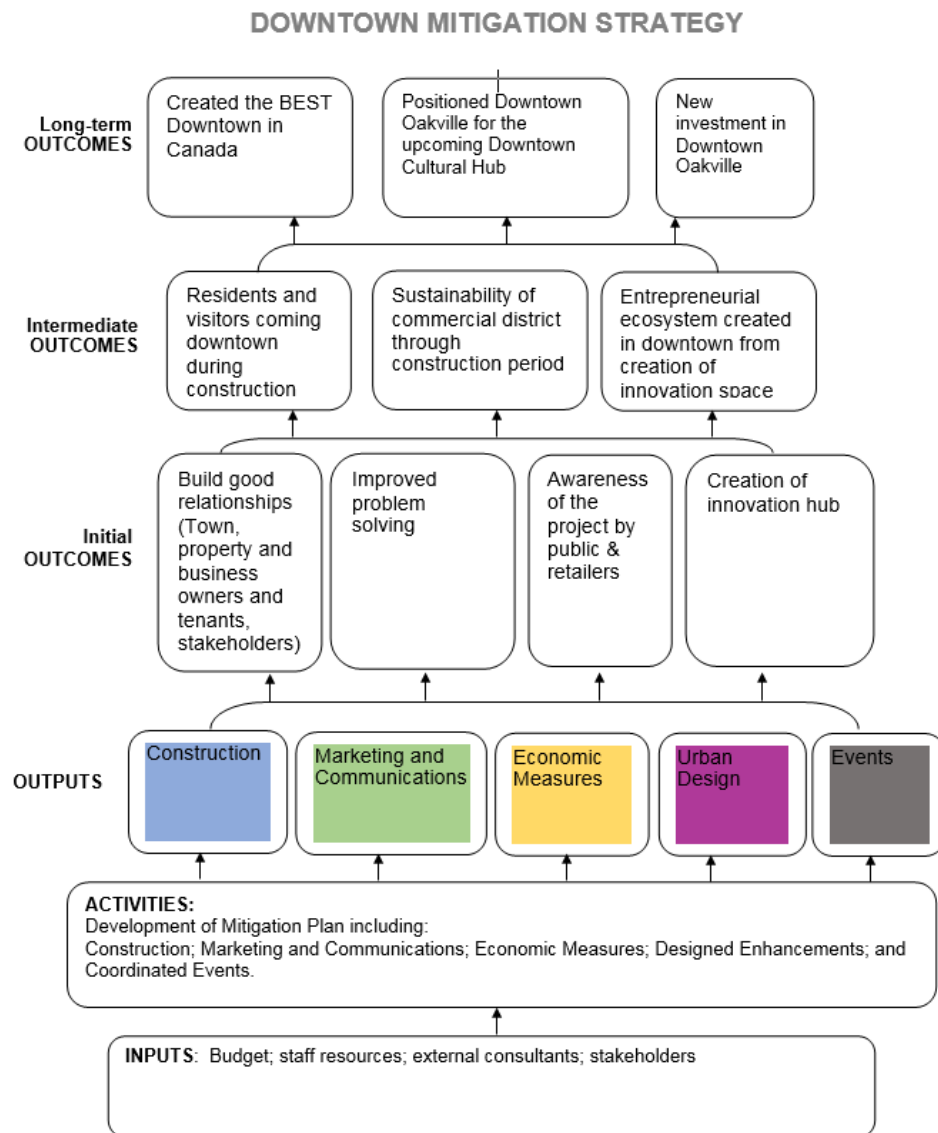 DOWNTOWN MITIGATION STRATEGY
Long-term
OUTCOMES
Created the BEST
Downtown in
Canada
Positioned Downtown
Oakville for the
upcoming Downtown
Cultural Hub
New
investment in
Downtown
Oakville
Intermediate
OUTCOMES
Residents and
visitors coming
downtown
during
construction
Sustainability of
commercial district
through
construction period
Entrepreneurial
ecosystem created
in downtown from
creation of
innovation space
Initial
OUTCOMES
Build good
relationships
(Town,
property and
business
owners and
tenants,
stakeholders)
Improved
problem
solving
Awareness
of the
project by
public &
retailers
Creation of
innovation hub
OUTPUTS
Construction
Marketing and
Communications
Economic
Measures
Urban
Design
Events
ACTIVITIES:
Development of Mitigation Plan including:
Construction; Marketing and Communications; Economic Measures; Designed Enhancements; and
Coordinated Events.
INPUTS: Budget; staff resources; external consultants; stakeholders